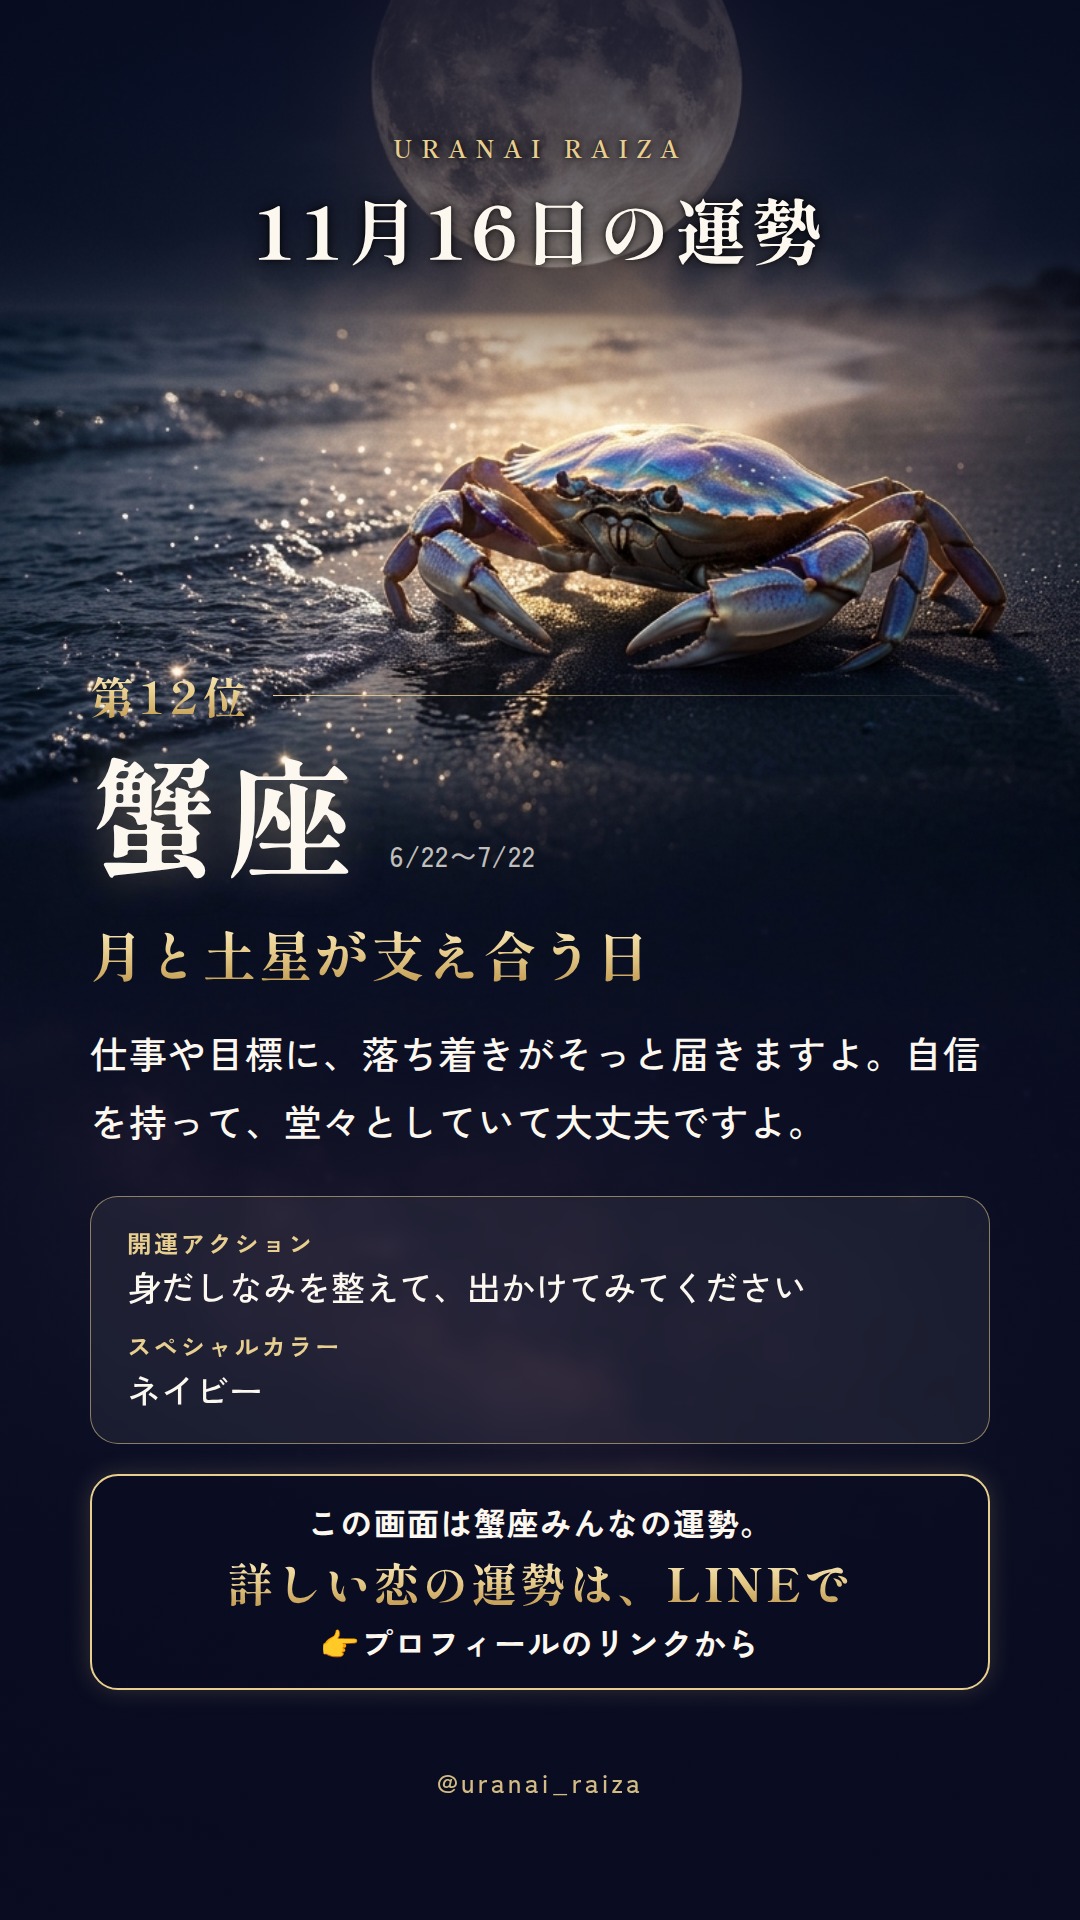 URANAI RAIZA
11月16日の運勢
第12位
蟹座 6/22〜7/22
月と土星が支え合う日
仕事や目標に、落ち着きがそっと届きますよ。自信
を持って、堂々としていて大丈夫ですよ。
開運アクション
身だしなみを整えて、出かけてみてください
スペシャルカラー
ネイビー
この画面は蟹座みんなの運勢。
詳しい恋の運勢は、LINEで
👉プロフィールのリンクから
@uranai_raiza